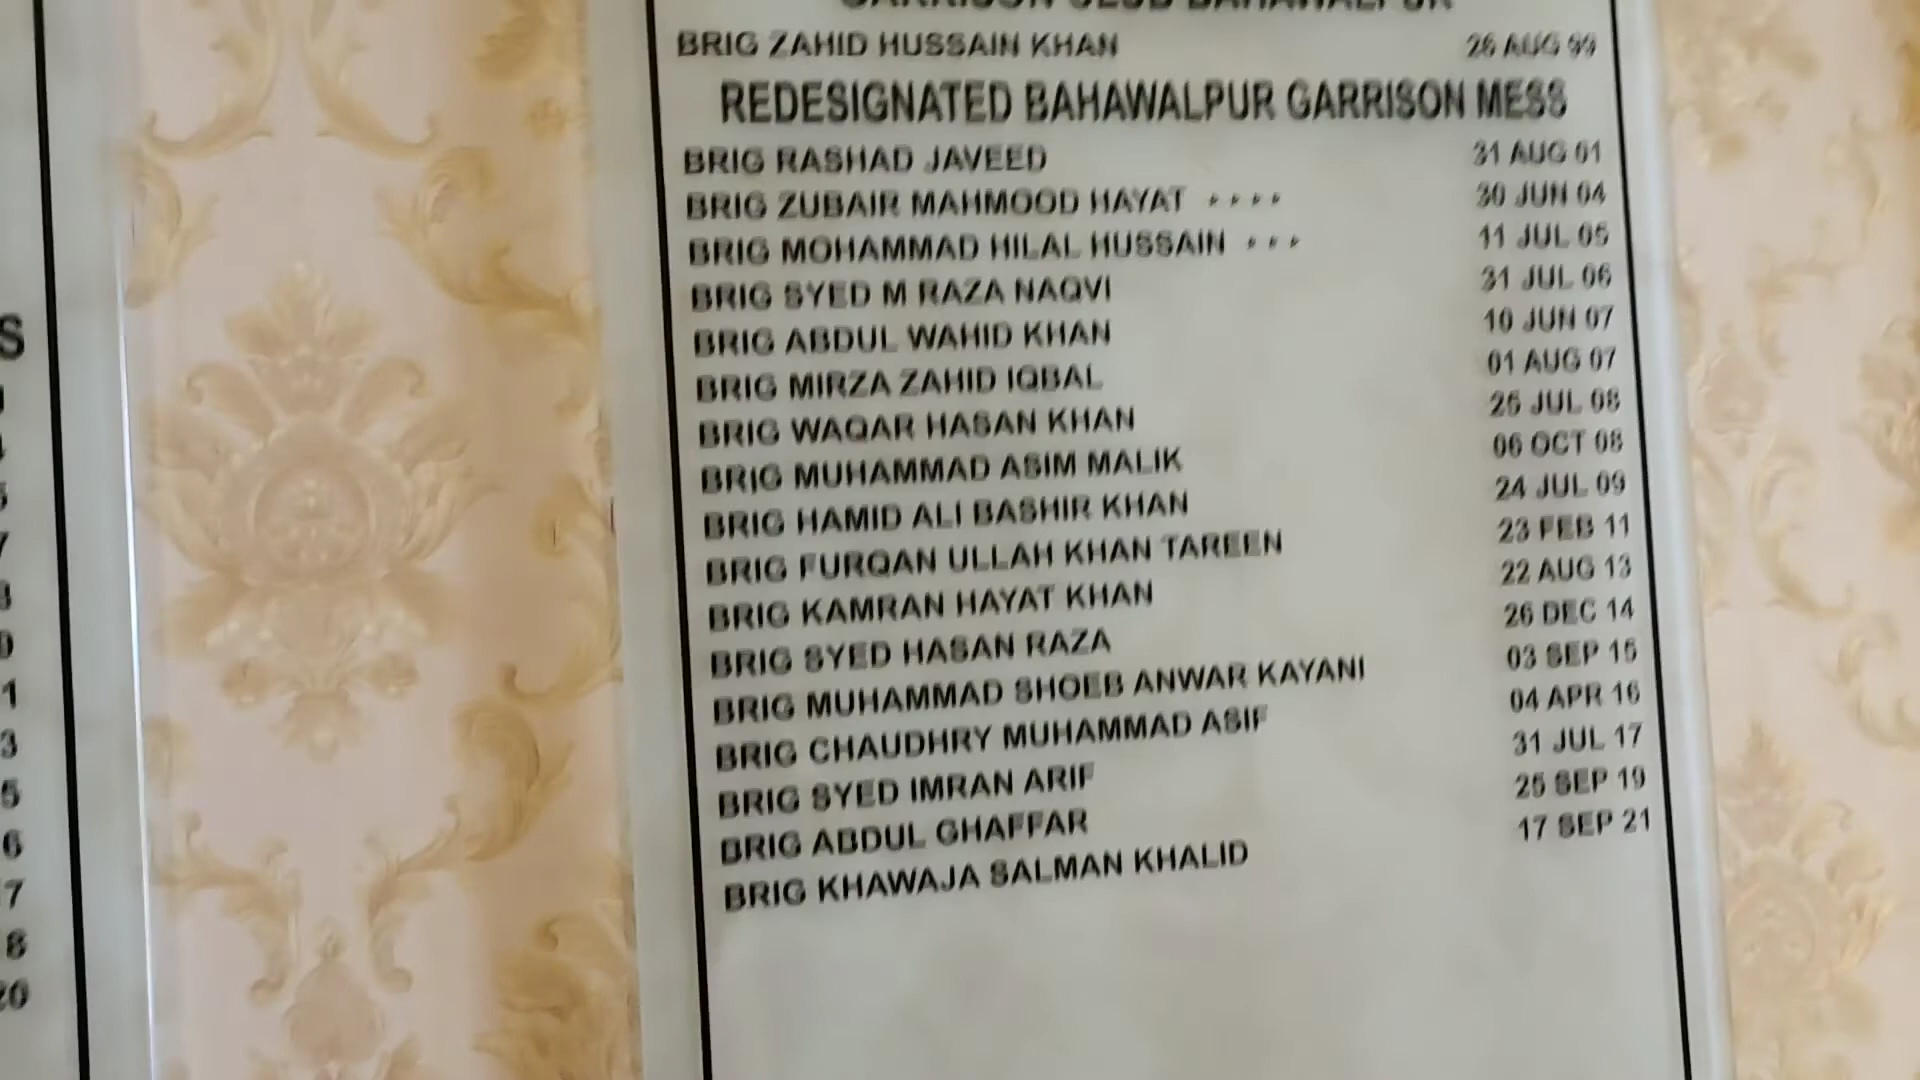 GARRISON CLUB BAHAWALPUR
BRIG ZAHID HUSSAIN KHAN 26 AUG 99
REDESIGNATED BAHAWALPUR GARRISON MESS
BRIG RASHAD JAVEED 31 AUG 01
BRIG ZUBAIR MAHMOOD HAYAT 30 JUN 04
BRIG MOHAMMAD HILAL HUSSAIN 11 JUL 05
BRIG SYED M RAZA NAQVI 31 JUL 06
BRIG ABDUL WAHID KHAN 10 JUN 07
BRIG MIRZA ZAHID IQBAL 01 AUG 07
BRIG WAQAR HASAN KHAN 25 JUL 08
BRIG MUHAMMAD ASIM MALIK 06 OCT 08
BRIG HAMID ALI BASHIR KHAN 24 JUL 09
BRIG FURQAN ULLAH KHAN TAREEN 23 FEB 11
BRIG KAMRAN HAYAT KHAN 22 AUG 13
BRIG SYED HASAN RAZA 26 DEC 14
BRIG MUHAMMAD SHOEB ANWAR KAYANI 03 SEP 15
BRIG CHAUDHRY MUHAMMAD ASIF 04 APR 16
BRIG SYED IMRAN ARIF 31 JUL 17
BRIG ABDUL GHAFFAR 25 SEP 19
BRIG KHAWAJA SALMAN KHALID 17 SEP 21